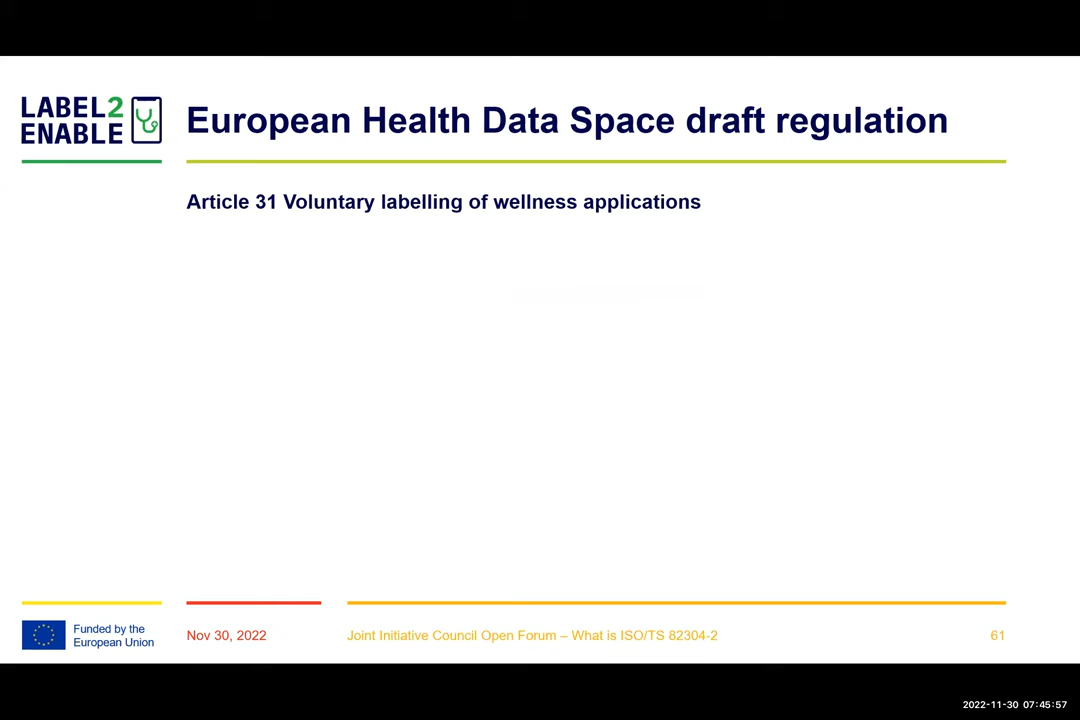 LABEL2
ENABLE
European Health Data Space draft regulation
Article 31 Voluntary labelling of wellness applications
Funded by the
European Union
Nov 30, 2022
Joint Initiative Council Open Forum – What is ISO/TS 82304-2
61
2022-11-30 07:45:57